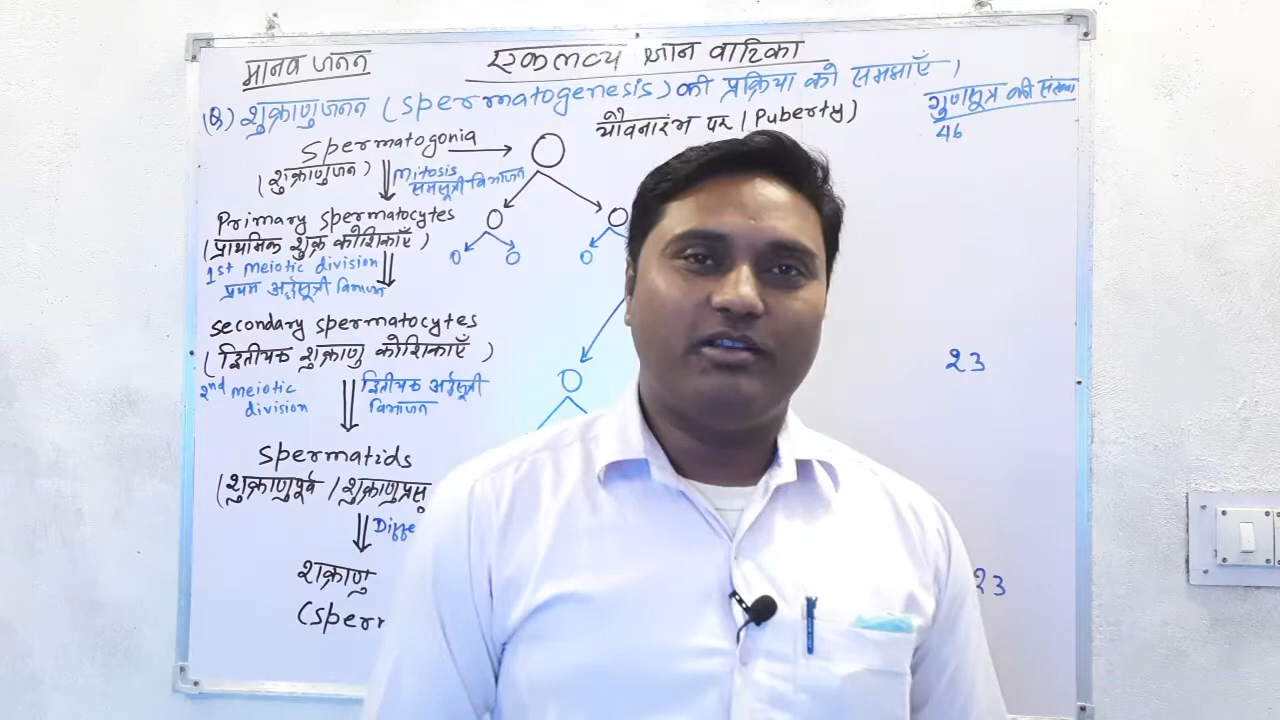 मानव जनन
एकलव्य ज्ञान वाटिका
(Q) शुक्राणुजनन (Spermatogenesis) की प्रक्रिया को समझाएँ।
गुणसूत्र की संख्या
46
यौवनारंभ पर (Puberty)
Spermatogonia
(शुक्राणुजन)
Mitosis
समसूत्री विभाजन
Primary spermatocytes
(प्राथमिक शुक्र कोशिकाएँ)
1st meiotic division
प्रथम अर्द्धसूत्री विभाजन
Secondary spermatocytes
(द्वितीयक शुक्राणु कोशिकाएँ)
23
2nd meiotic
division
द्वितीयक अर्द्धसूत्री
विभाजन
Spermatids
(शुक्राणुपूर्व / शुक्राणुप्रसू
Diffe
शुक्राणु
(Sper
23